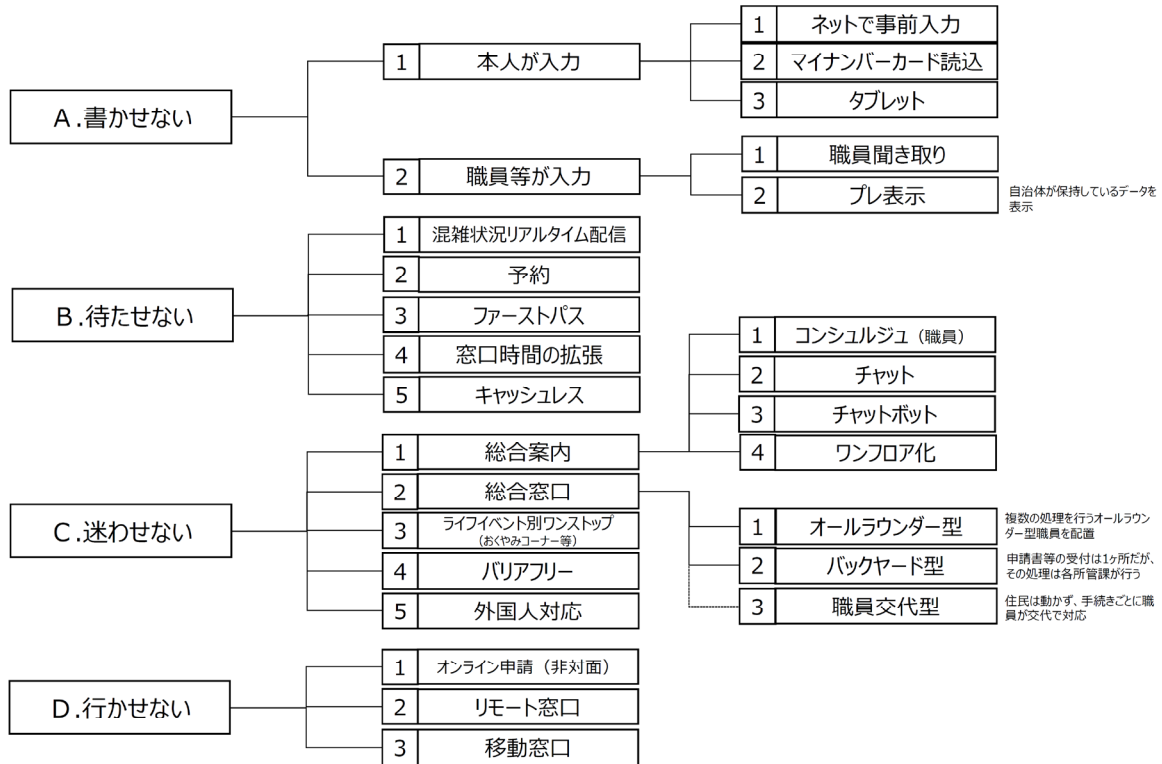 A.書かせない
1 本人が入力
1 ネットで事前入力
2 マイナンバーカード読込
3 タブレット
2 職員等が入力
1 職員聞き取り
2 プレ表示
自治体が保持しているデータを
表示
B.待たせない
1 混雑状況リアルタイム配信
2 予約
3 ファーストパス
4 窓口時間の拡張
5 キャッシュレス
C.迷わせない
1 総合案内
1 コンシュルジュ（職員）
2 チャット
3 チャットボット
4 ワンフロア化
2 総合窓口
1 オールラウンダー型
複数の処理を行うオールラウン
ダー型職員を配置
2 バックヤード型
申請書等の受付は1ヶ所だが、
その処理は各所管課が行う
3 職員交代型
住民は動かず、手続きごとに職
員が交代で対応
3 ライフイベント別ワンストップ
（おくやみコーナー等）
4 バリアフリー
5 外国人対応
D.行かせない
1 オンライン申請（非対面）
2 リモート窓口
3 移動窓口